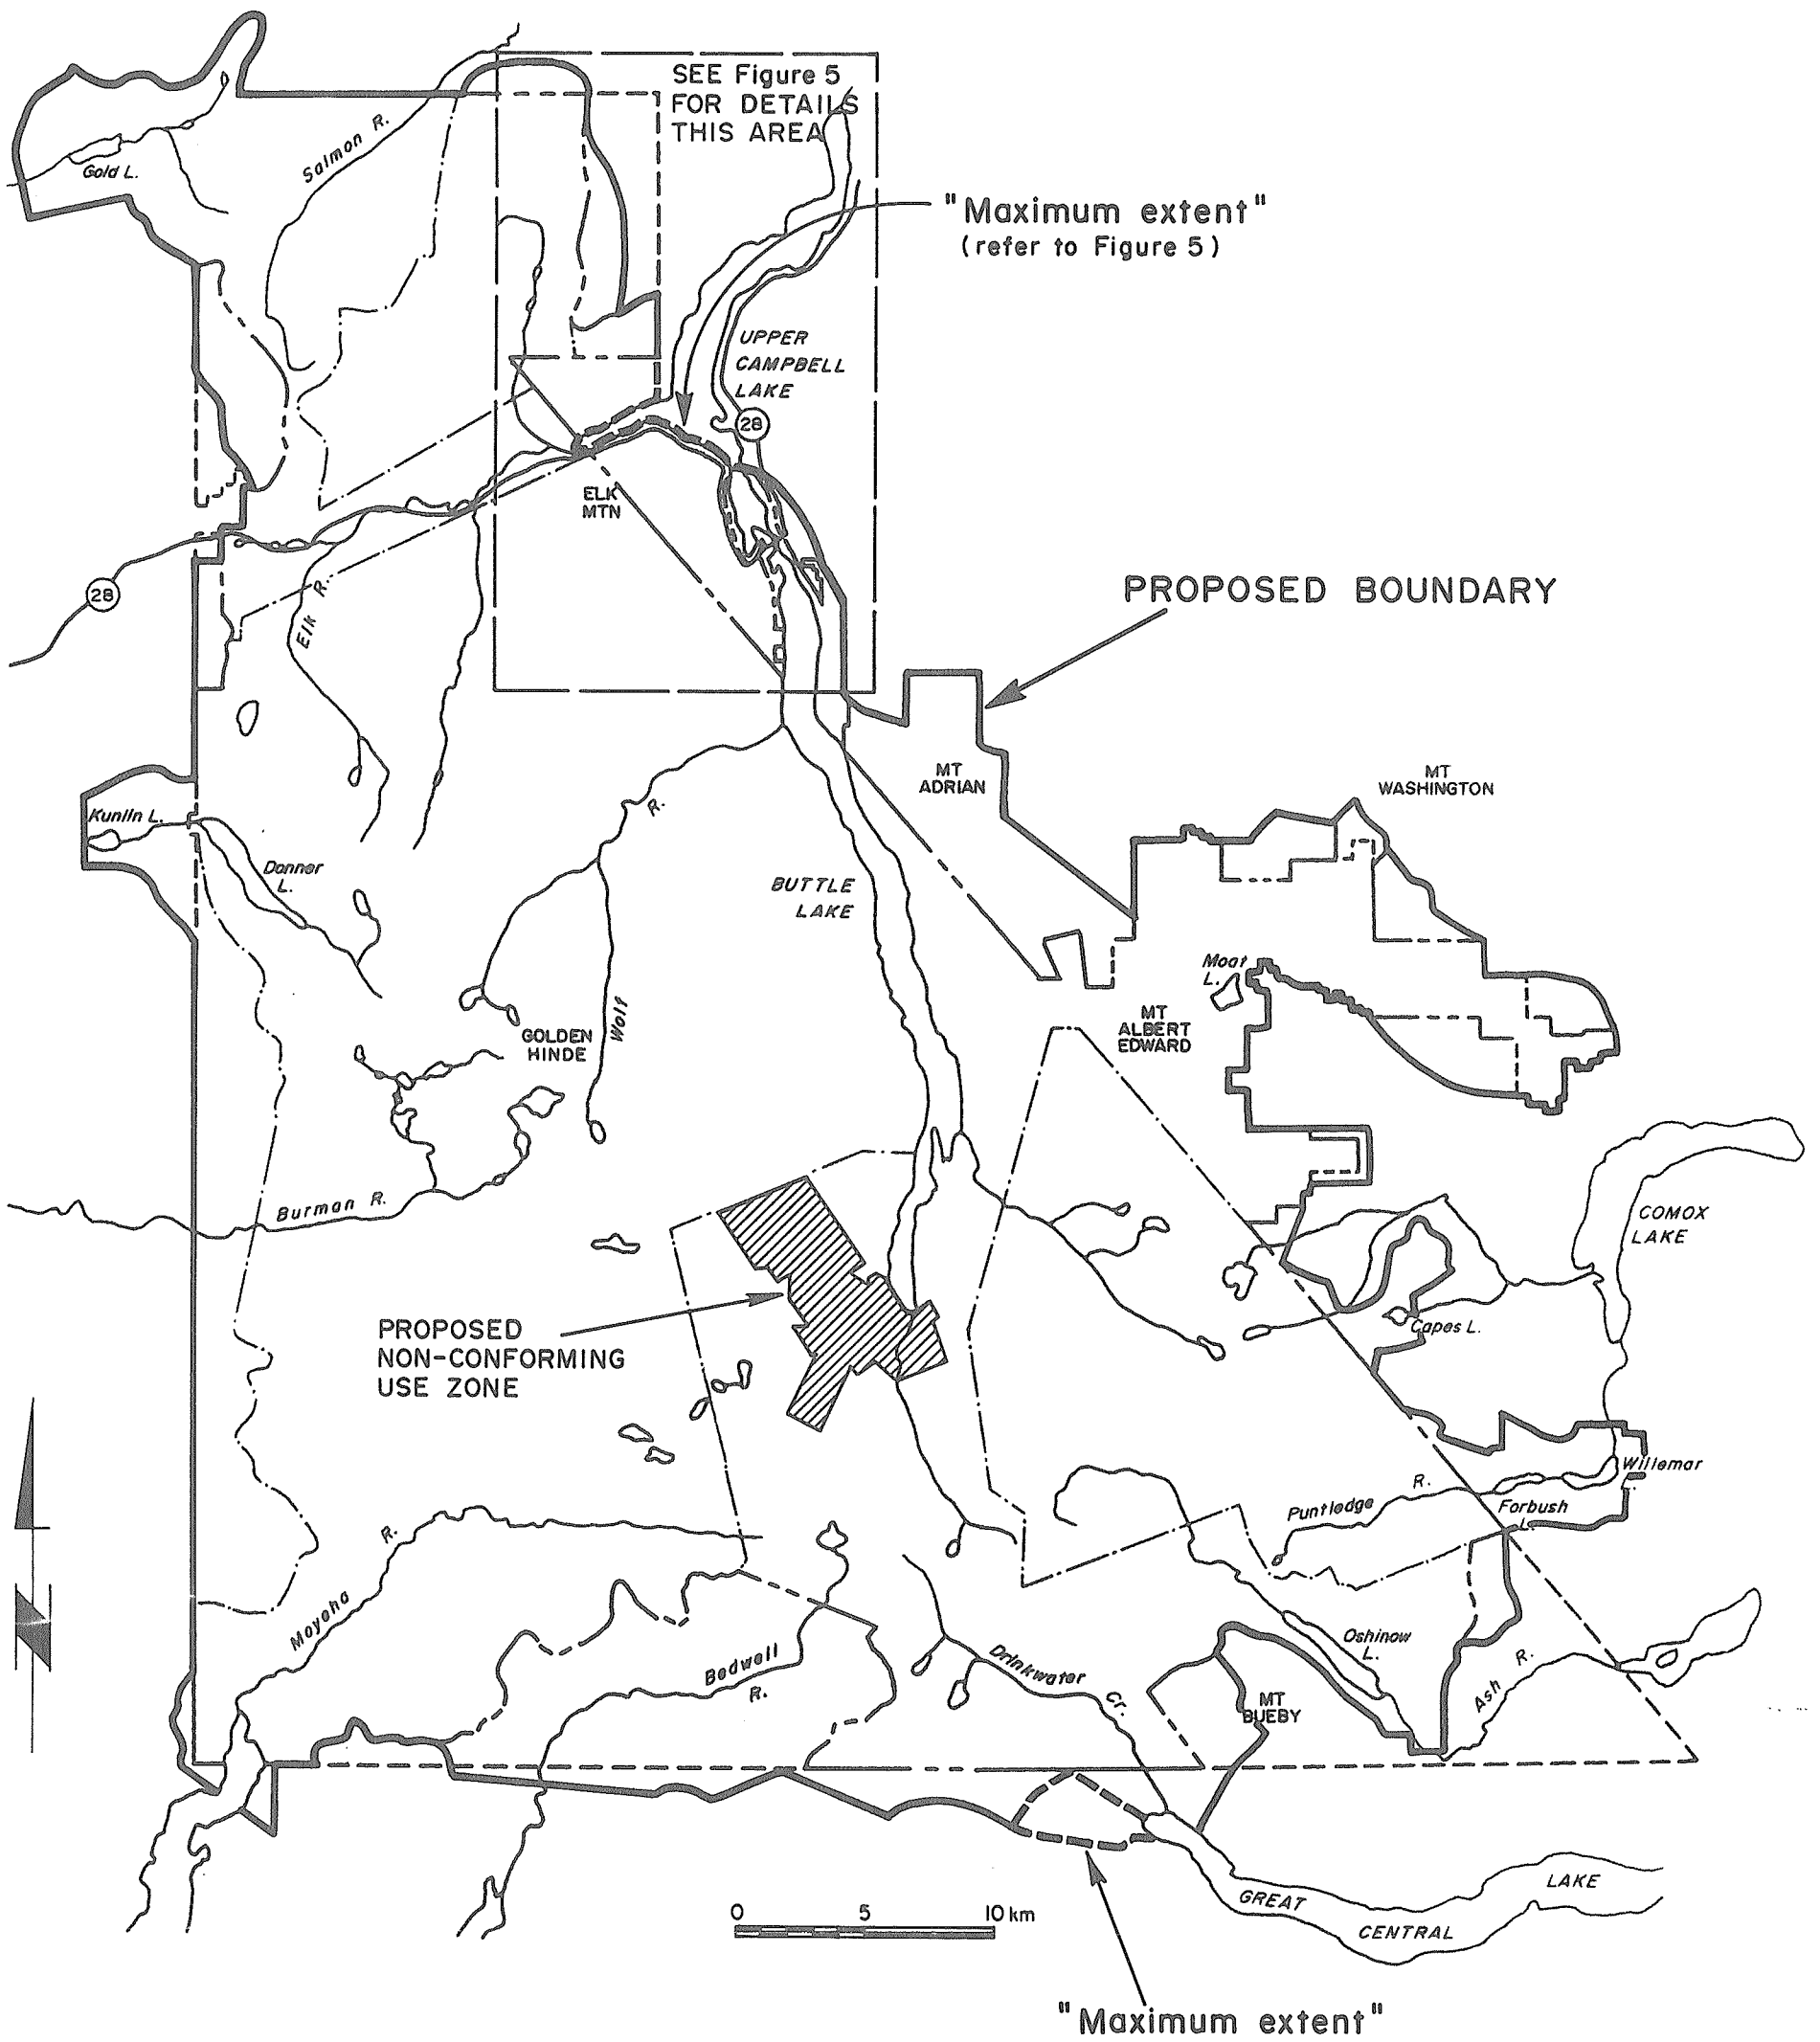 SEE Figure 5
FOR DETAILS
THIS AREA
Salmon R.
Gold L.
"Maximum extent"
(refer to Figure 5)
UPPER
CAMPBELL
LAKE
28
ELK
MTN
28
Elk R.
PROPOSED BOUNDARY
MT
ADRIAN
MT
WASHINGTON
Kunlin L.
R.
Donner
L.
BUTTLE
LAKE
Moat
L.
MT
ALBERT
EDWARD
GOLDEN
HINDE
Wolf
Burman R.
COMOX
LAKE
PROPOSED
NON-CONFORMING
USE ZONE
Capes L.
Willemar
Puntledge R.
Forbush
L.
Moyeha R.
Oshinow
L.
Bedwell
R.
Drinkwater Cr.
Ash R.
MT
BUEBY
0 5 10 km
GREAT
CENTRAL
LAKE
"Maximum extent"